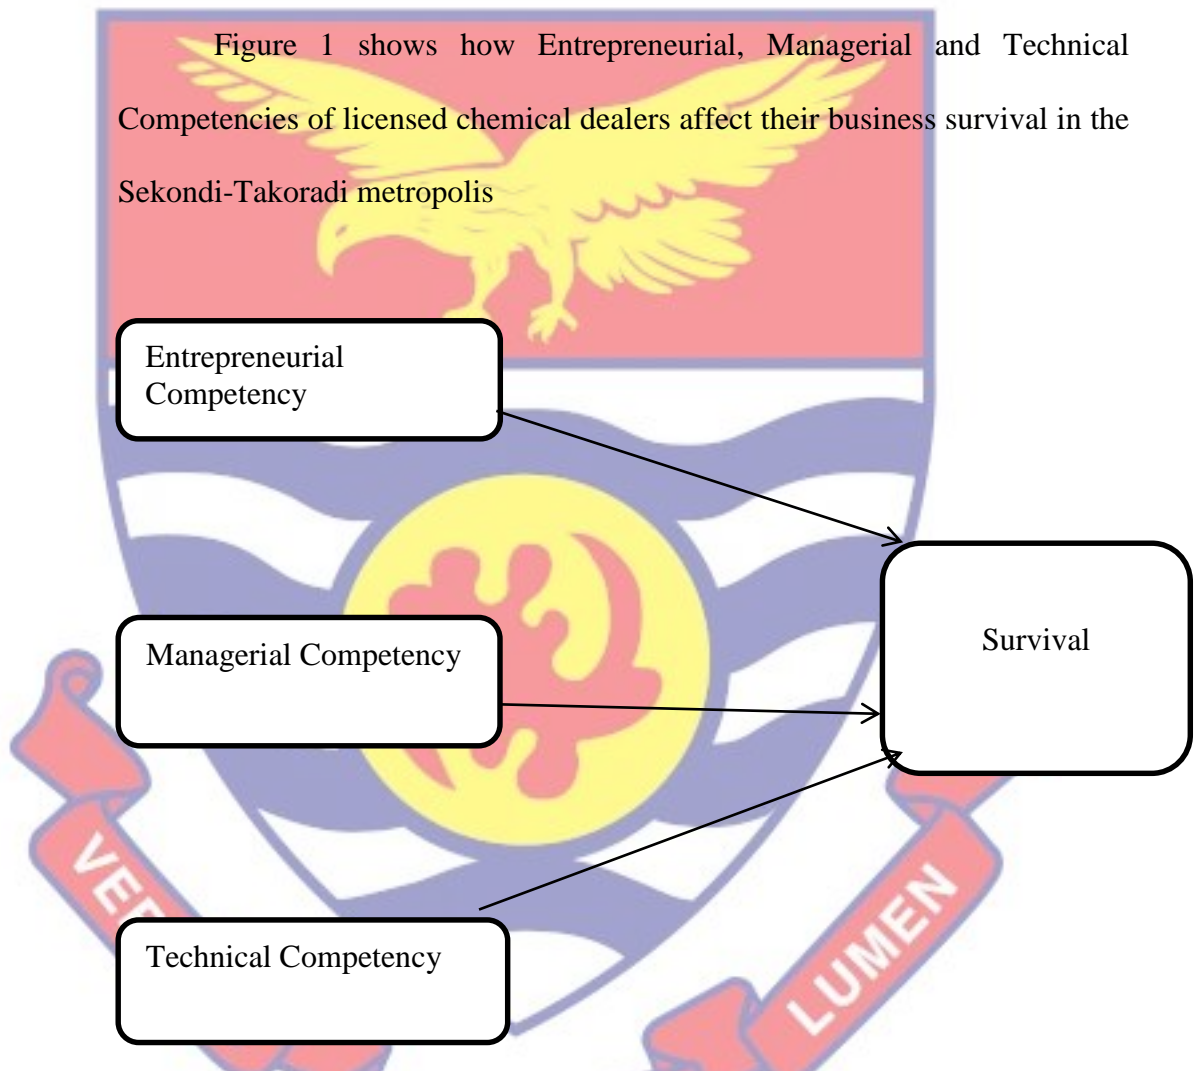 Figure 1 shows how Entrepreneurial, Managerial and Technical
Competencies of licensed chemical dealers affect their business survival in the
Sekondi-Takoradi metropolis
Entrepreneurial
Competency
Managerial Competency
Survival
Technical Competency
LUMEN